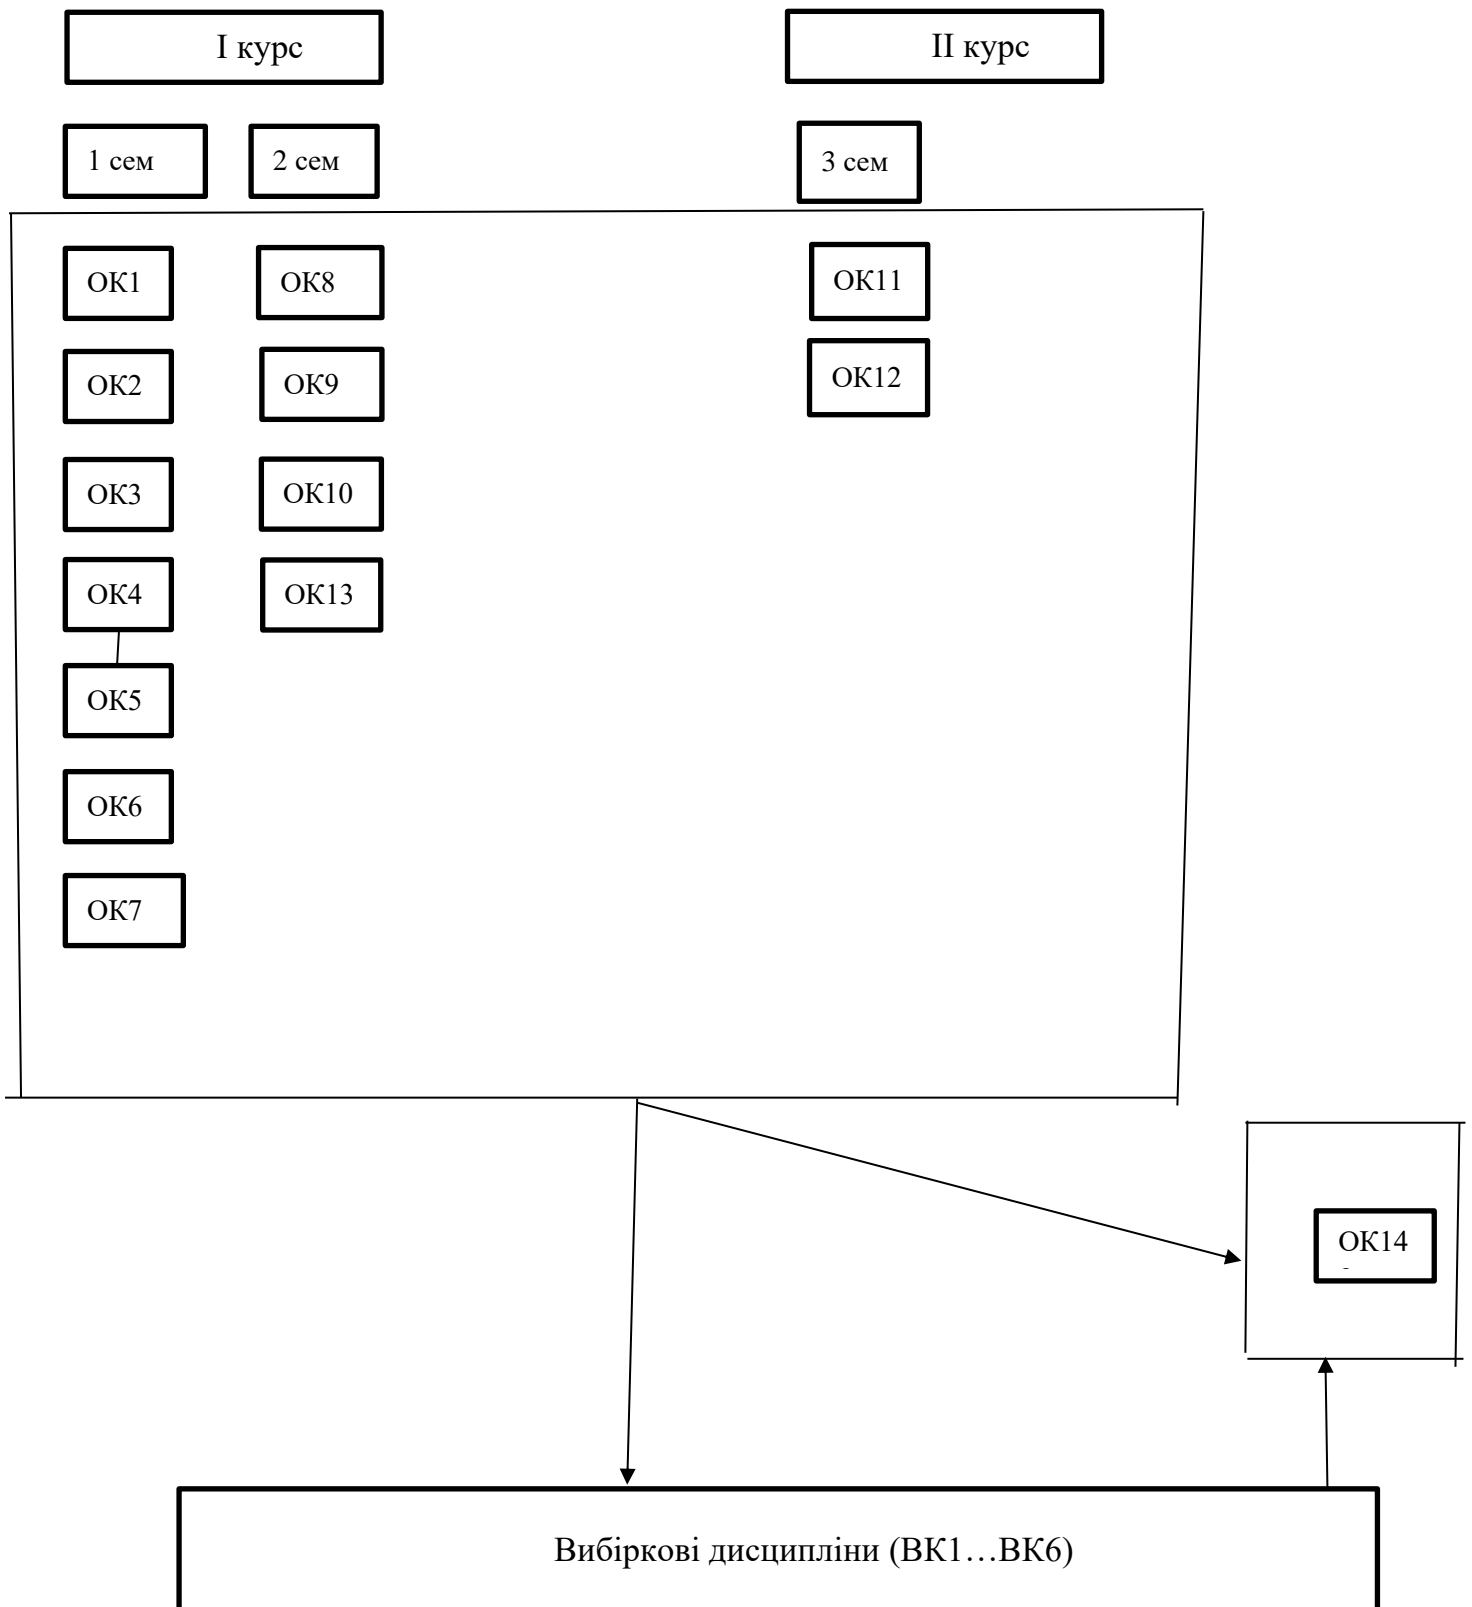 І курс
ІІ курс
1 сем
2 сем
3 сем
ОК1
ОК8
ОК11
ОК2
ОК9
ОК12
ОК3
ОК10
ОК4
ОК13
ОК5
ОК6
ОК7
ОК14
Вибіркові дисципліни (ВК1…ВК6)